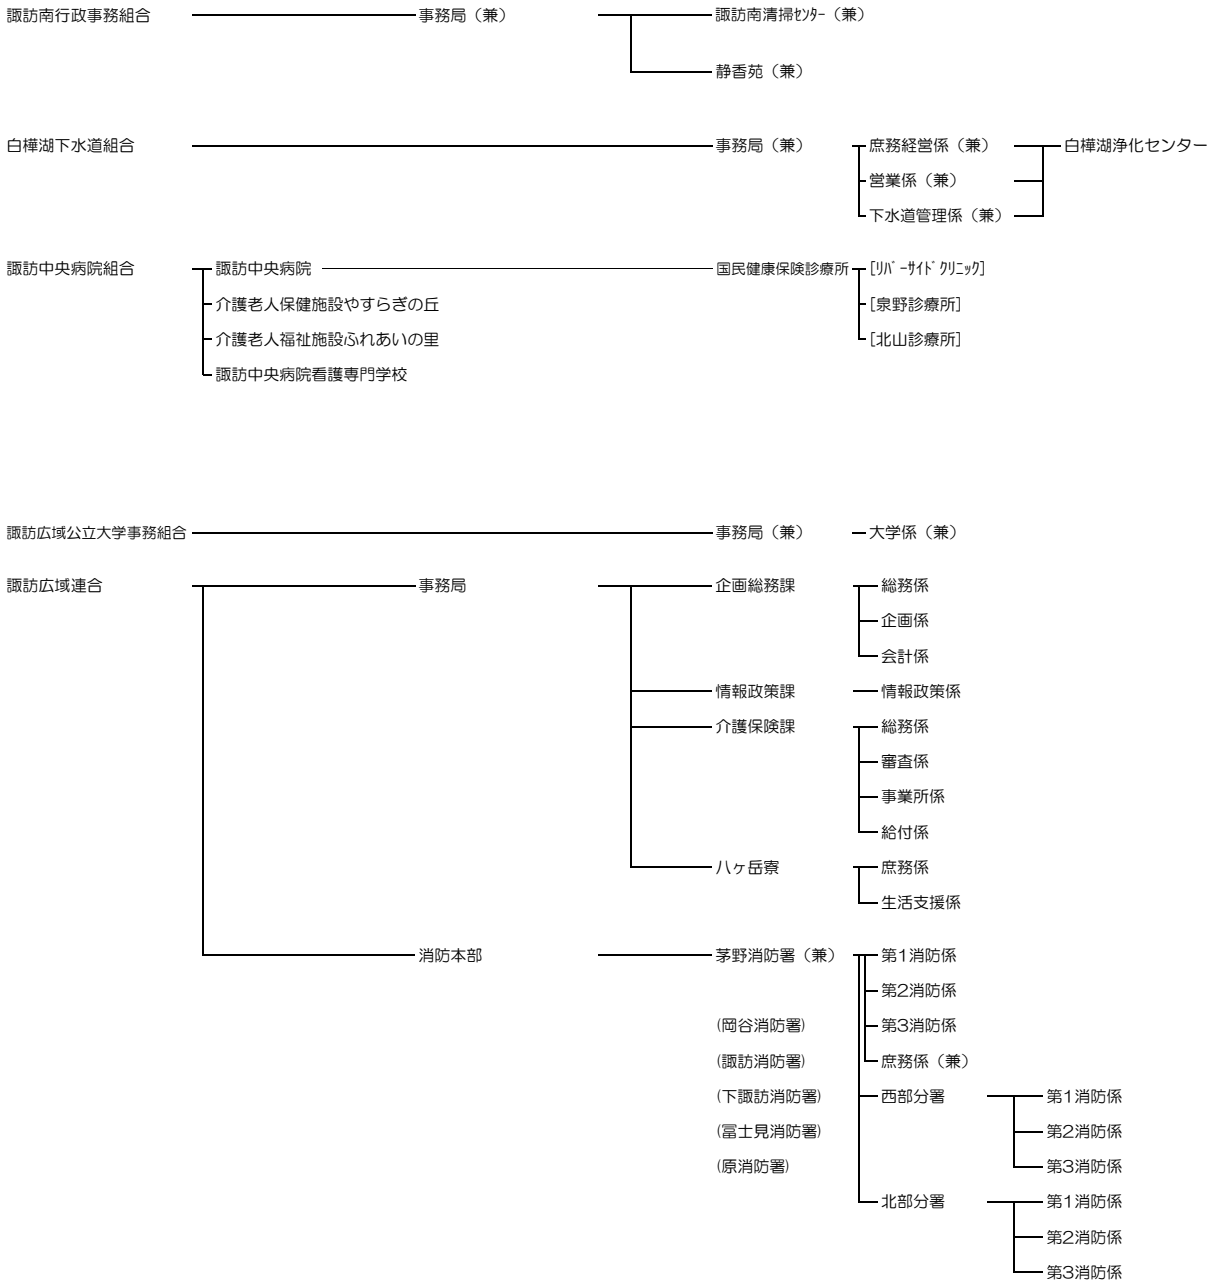 諏訪南行政事務組合 事務局（兼） 諏訪南清掃ｾﾝﾀｰ（兼）
静香苑（兼）
白樺湖下水道組合 事務局（兼） 庶務経営係（兼） 白樺湖浄化センター
営業係（兼）
下水道管理係（兼）
諏訪中央病院組合 諏訪中央病院 国民健康保険診療所 [ﾘﾊﾞｰｻｲﾄﾞｸﾘﾆｯｸ]
介護老人保健施設やすらぎの丘 [泉野診療所]
介護老人福祉施設ふれあいの里 [北山診療所]
諏訪中央病院看護専門学校
諏訪広域公立大学事務組合 事務局（兼） 大学係（兼）
諏訪広域連合 事務局 企画総務課 総務係
企画係
会計係
情報政策課 情報政策係
介護保険課 総務係
審査係
事業所係
給付係
八ヶ岳寮 庶務係
生活支援係
消防本部 茅野消防署（兼） 第1消防係
第2消防係
(岡谷消防署) 第3消防係
(諏訪消防署) 庶務係（兼）
(下諏訪消防署) 西部分署 第1消防係
(冨士見消防署) 第2消防係
(原消防署) 第3消防係
北部分署 第1消防係
第2消防係
第3消防係